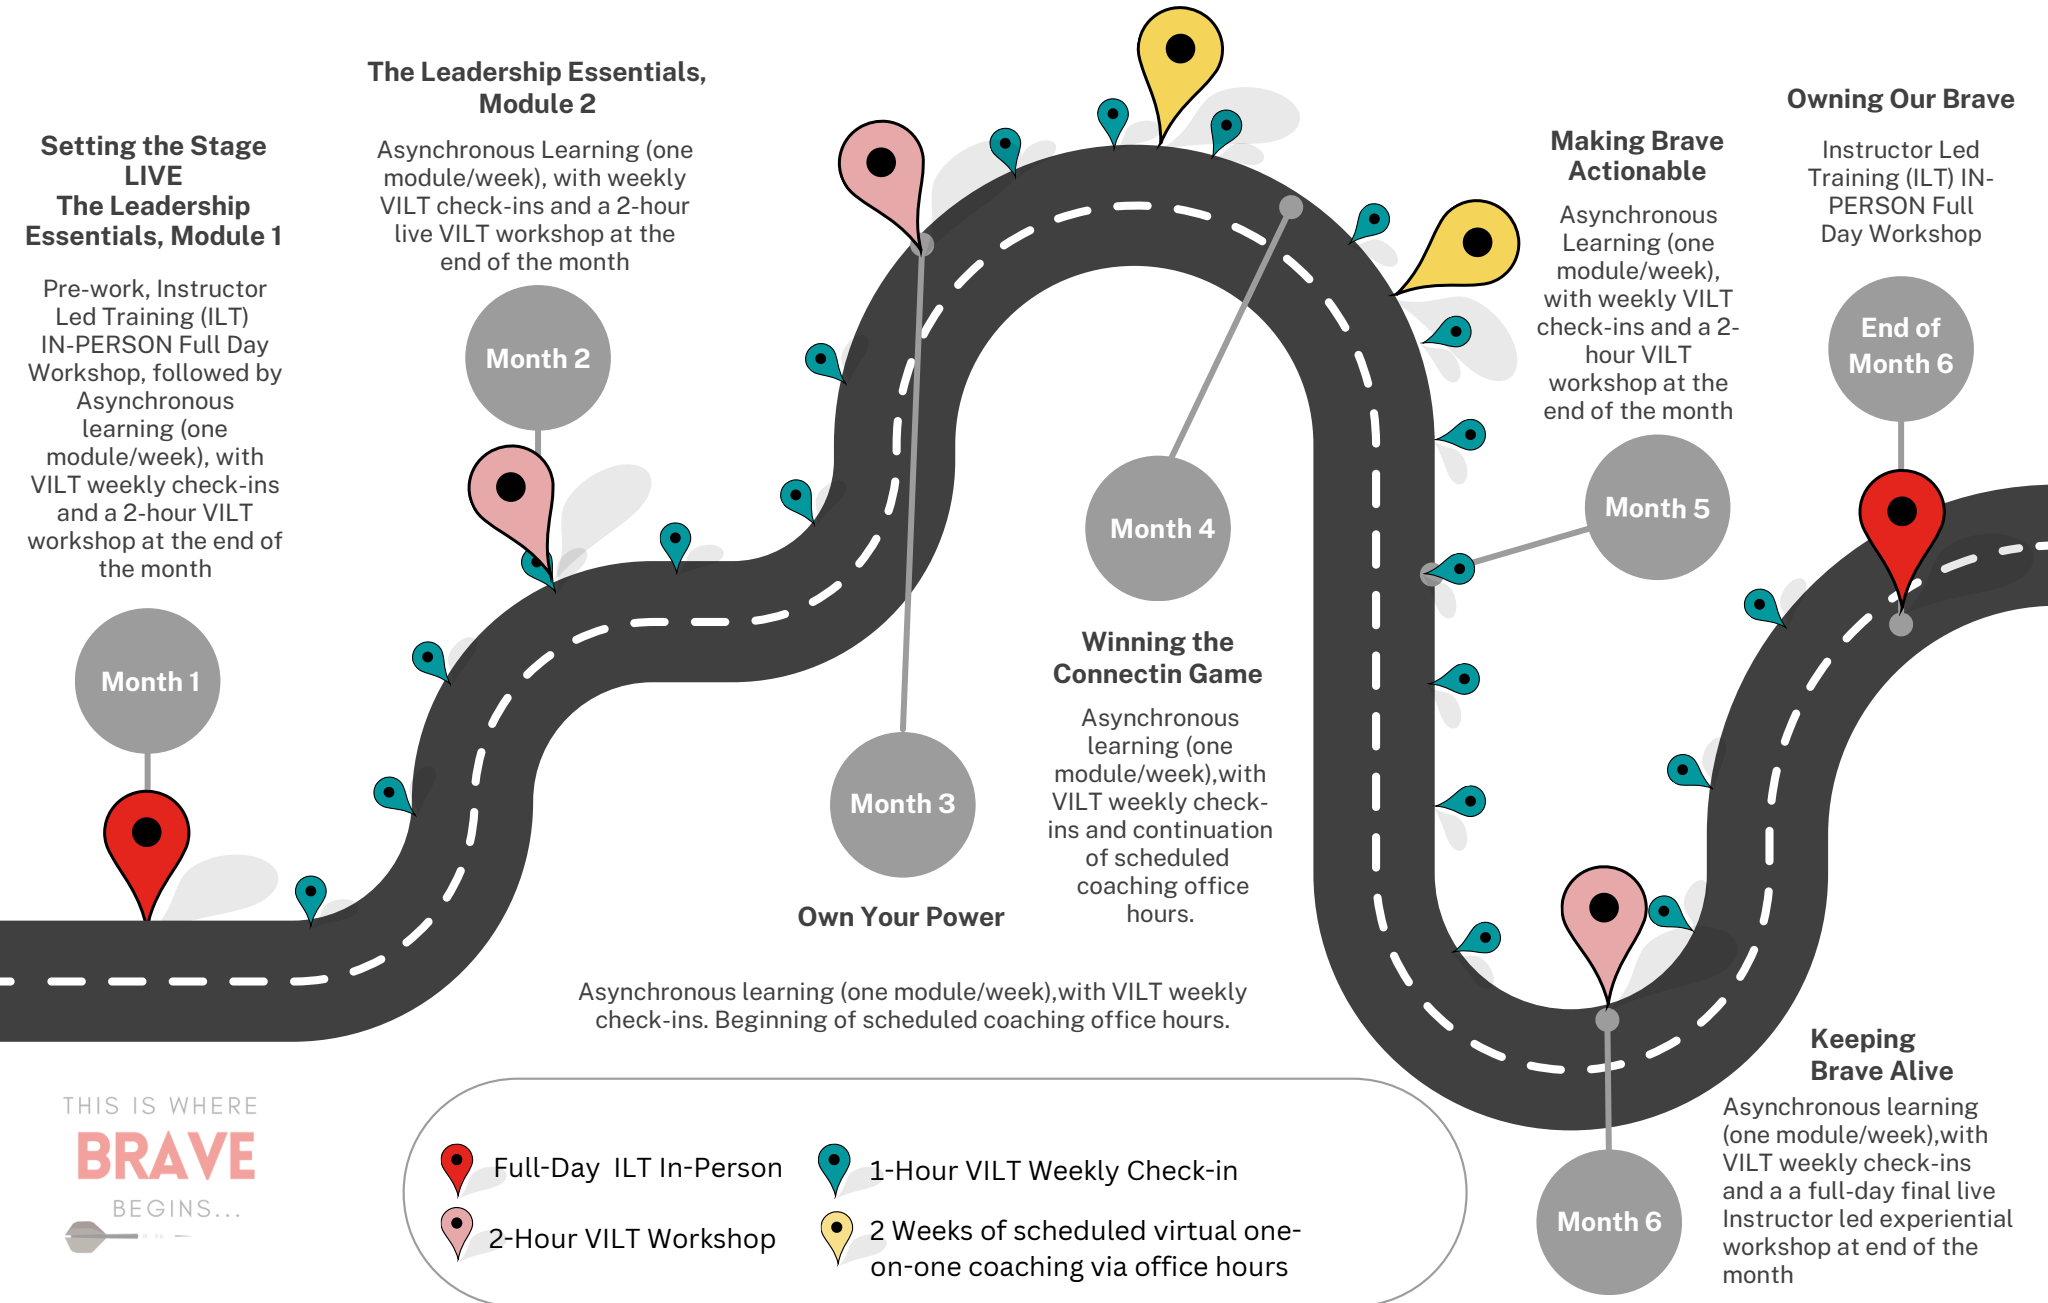 Setting the Stage
LIVE
The Leadership
Essentials, Module 1
Pre-work, Instructor
Led Training (ILT)
IN-PERSON Full Day
Workshop, followed by
Asynchronous
learning (one
module/week), with
VILT weekly check-ins
and a 2-hour VILT
workshop at the end of
the month
Month 1
The Leadership Essentials,
Module 2
Asynchronous Learning (one
module/week), with weekly
VILT check-ins and a 2-hour
live VILT workshop at the
end of the month
Month 2
Month 3
Own Your Power
Asynchronous learning (one module/week),with VILT weekly
check-ins. Beginning of scheduled coaching office hours.
Month 4
Winning the
Connectin Game
Asynchronous
learning (one
module/week),with
VILT weekly check-
ins and continuation
of scheduled
coaching office
hours.
Making Brave
Actionable
Asynchronous
Learning (one
module/week),
with weekly VILT
check-ins and a 2-
hour VILT
workshop at the
end of the month
Month 5
Month 6
Keeping
Brave Alive
Asynchronous learning
(one module/week),with
VILT weekly check-ins
and a a full-day final live
Instructor led experiential
workshop at end of the
month
Owning Our Brave
Instructor Led
Training (ILT) IN-
PERSON Full
Day Workshop
End of
Month 6
THIS IS WHERE
BRAVE
BEGINS...
Full-Day ILT In-Person
2-Hour VILT Workshop
1-Hour VILT Weekly Check-in
2 Weeks of scheduled virtual one-
on-one coaching via office hours